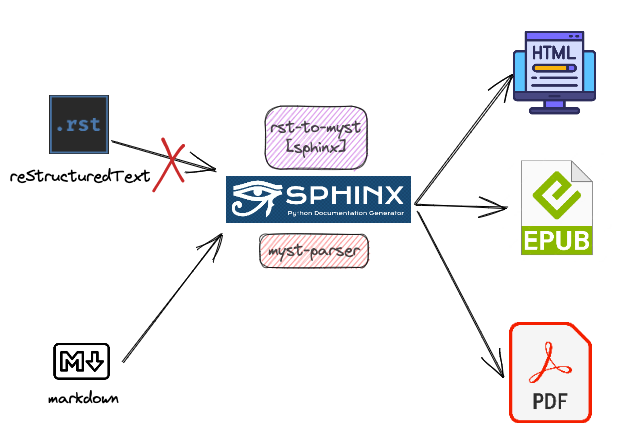 HTML
.rst
rst-to-myst
[sphinx]
reStructuredText
SPHINX
Python Documentation Generator
EPUB
myst-parser
M
markdown
PDF